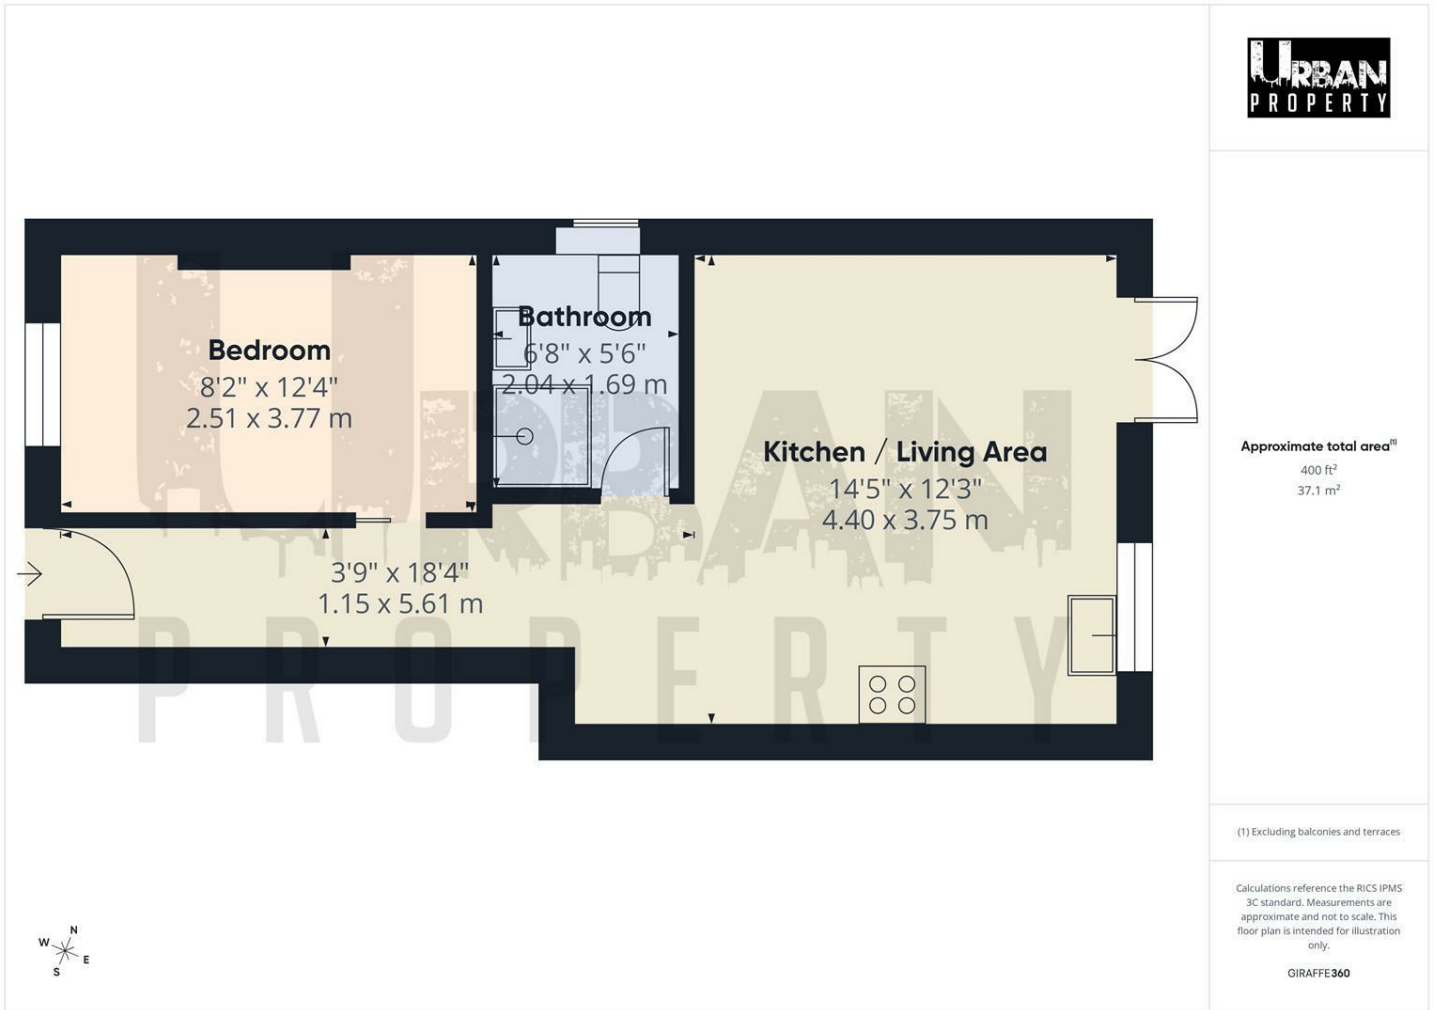 URBAN
PROPERTY
Bedroom
8'2" x 12'4"
2.51 x 3.77 m
Bathroom
6'8" x 5'6"
2.04 x 1.69 m
Kitchen / Living Area
14'5" x 12'3"
4.40 x 3.75 m
3'9" x 18'4"
1.15 x 5.61 m
URBAN
PROPERTY
N
W
E
S
Approximate total area(1)
400 ft²
37.1 m²
(1) Excluding balconies and terraces
Calculations reference the RICS IPMS
3C standard. Measurements are
approximate and not to scale. This
floor plan is intended for illustration
only.
GIRAFFE360